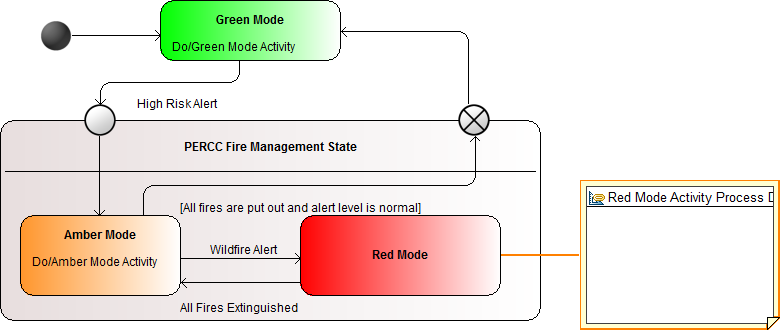 Green Mode
Do/Green Mode Activity
High Risk Alert
PERCC Fire Management State
[All fires are put out and alert level is normal]
Amber Mode
Do/Amber Mode Activity
Wildfire Alert
Red Mode
All Fires Extinguished
Red Mode Activity Process D